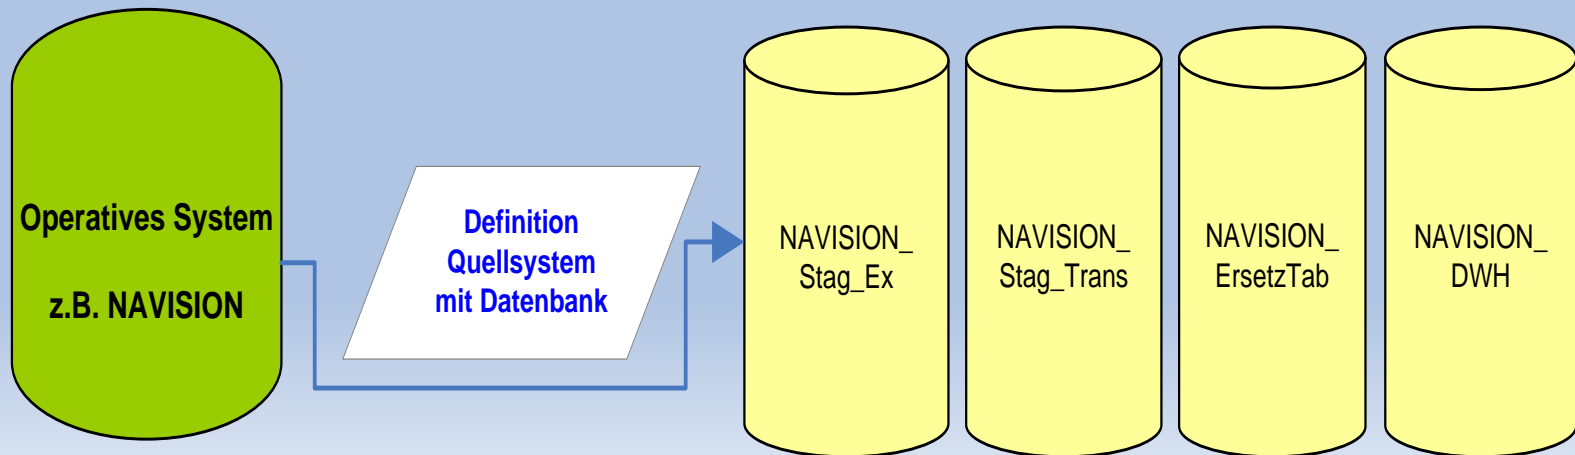 Operatives System
z.B. NAVISION
Definition
Quellsystem
mit Datenbank
NAVISION_
Stag_Ex
NAVISION_
Stag_Trans
NAVISION_
ErsetzTab
NAVISION_
DWH